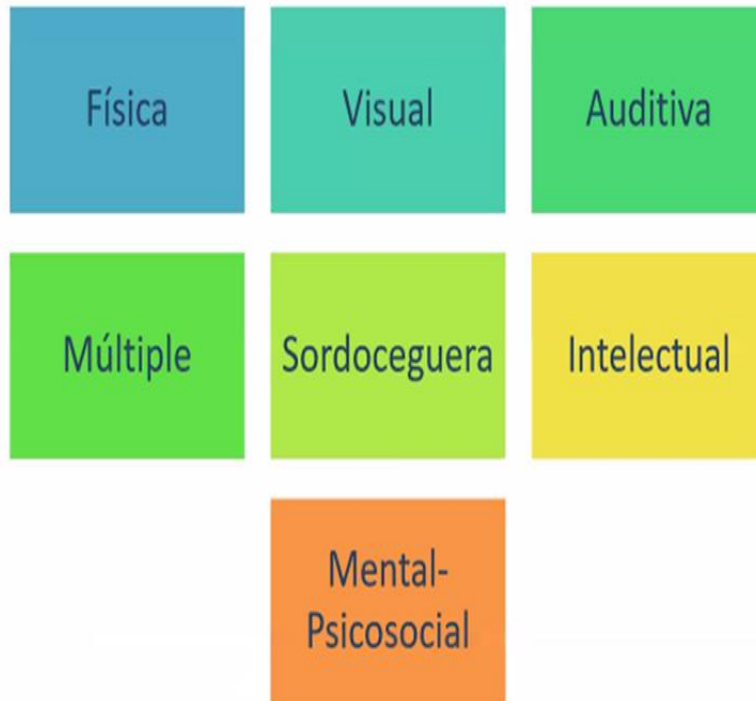 Física
Visual
Auditiva
Múltiple
Sordoceguera
Intelectual
Mental-
Psicosocial